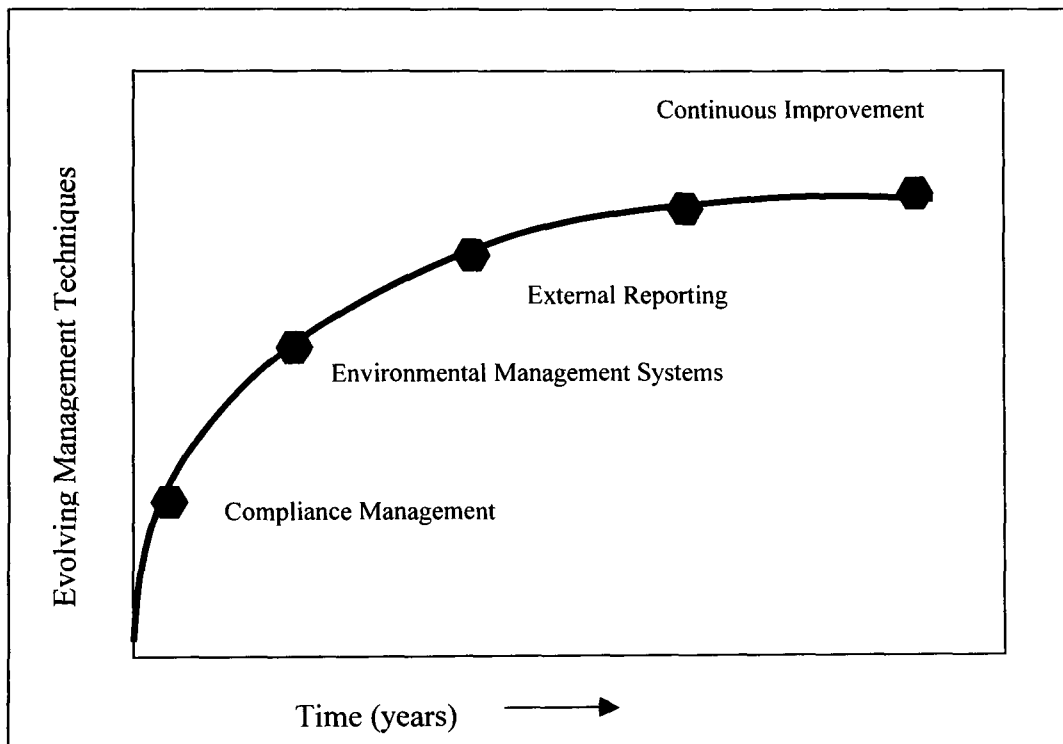 Continuous Improvement
External Reporting
Environmental Management Systems
Compliance Management
Evolving Management Techniques
Time (years)